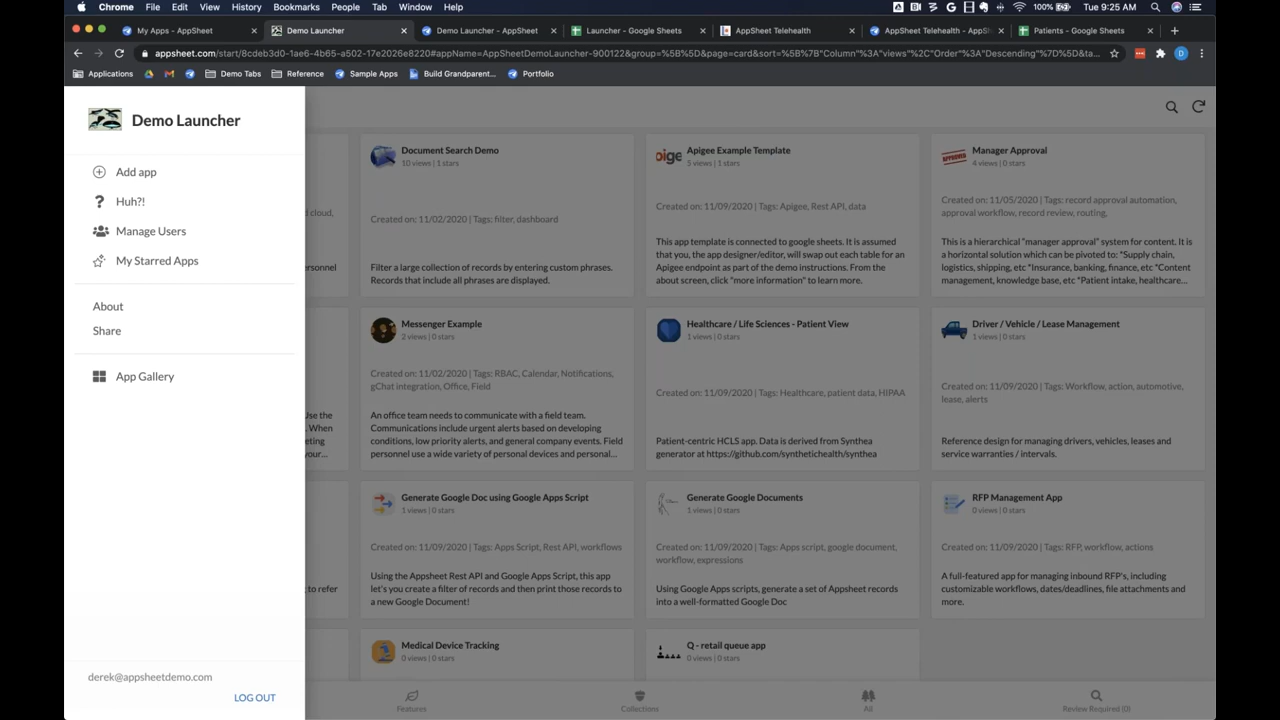 Chrome File Edit View History Bookmarks People Tab Window Help
100% Tue 9:25 AM
My Apps - AppSheet
Demo Launcher
Demo Launcher - AppSheet
Launcher - Google Sheets
AppSheet Telehealth
AppSheet Telehealth - AppSh
Patients - Google Sheets
appsheet.com/start/8cdeb3d0-1ae6-4b65-a502-17e2616e8220#appName=AppSheetDemoLauncher-900122&group=%5B%5D&page=card&sort=%5B%7B"Column"%3A"views"%2C"Order"%3A"Descending"%7D%5D&ta...
Applications
Demo Tabs
Reference
Sample Apps
Build Grandparent...
Portfolio
Demo Launcher
Add app
Huh?!
Manage Users
My Starred Apps
About
Share
App Gallery
derek@appsheetdemo.com
LOG OUT
d cloud,
personnel
Use the
When
eting
your...
to refer
Document Search Demo
10 views | 1 stars
Created on: 11/02/2020 | Tags: filter, dashboard
Filter a large collection of records by entering custom phrases.
Records that include all phrases are displayed.
oige
Apigee Example Template
5 views | 1 stars
Created on: 11/09/2020 | Tags: Apigee, Rest API, data
This app template is connected to google sheets. It is assumed
that you, the app designer/editor, will swap out each table for an
Apigee endpoint as part of the demo instructions. From the
about screen, click "more information" to learn more.
APPROVED
Manager Approval
4 views | 0 stars
Created on: 11/05/2020 | Tags: record approval automation,
approval workflow, record review, routing,
This is a hierarchical "manager approval" system for content. It is
a horizontal solution which can be pivoted to: *Supply chain,
logistics, shipping, etc *Insurance, banking, finance, etc *Content
management, knowledge base, etc *Patient intake, healthcare...
Messenger Example
2 views | 0 stars
Created on: 11/02/2020 | Tags: RBAC, Calendar, Notifications,
gChat integration, Office, Field
An office team needs to communicate with a field team.
Communications include urgent alerts based on developing
conditions, low priority alerts, and general company events. Field
personnel use a wide variety of personal devices and personal...
Healthcare / Life Sciences - Patient View
1 views | 0 stars
Created on: 11/09/2020 | Tags: Healthcare, patient data, HIPAA
Patient-centric HCLS app. Data is derived from Synthea
generator at https://github.com/synthetichealth/synthea
Driver / Vehicle / Lease Management
1 views | 0 stars
Created on: 11/09/2020 | Tags: Workflow, action, automotive,
lease, alerts
Reference design for managing drivers, vehicles, leases and
service warranties / intervals.
Generate Google Doc using Google Apps Script
1 views | 0 stars
Created on: 11/09/2020 | Tags: Apps Script, Rest API, workflows
Using the Appsheet Rest API and Google Apps Script, this app
let's you create a filter of records and then print those records to
a new Google Document!
Generate Google Documents
1 views | 0 stars
Created on: 11/09/2020 | Tags: Apps script, google document,
workflow, expressions
Using Google Apps scripts, generate a set of Appsheet records
into a well-formatted Google Doc
RFP Management App
0 views | 0 stars
Created on: 11/09/2020 | Tags: RFP, workflow, actions
A full-featured app for managing inbound RFP's, including
customizable workflows, dates/deadlines, file attachments and
more.
Medical Device Tracking
0 views | 0 stars
Q - retail queue app
0 views | 0 stars
Features
Collections
All
Review Required (0)